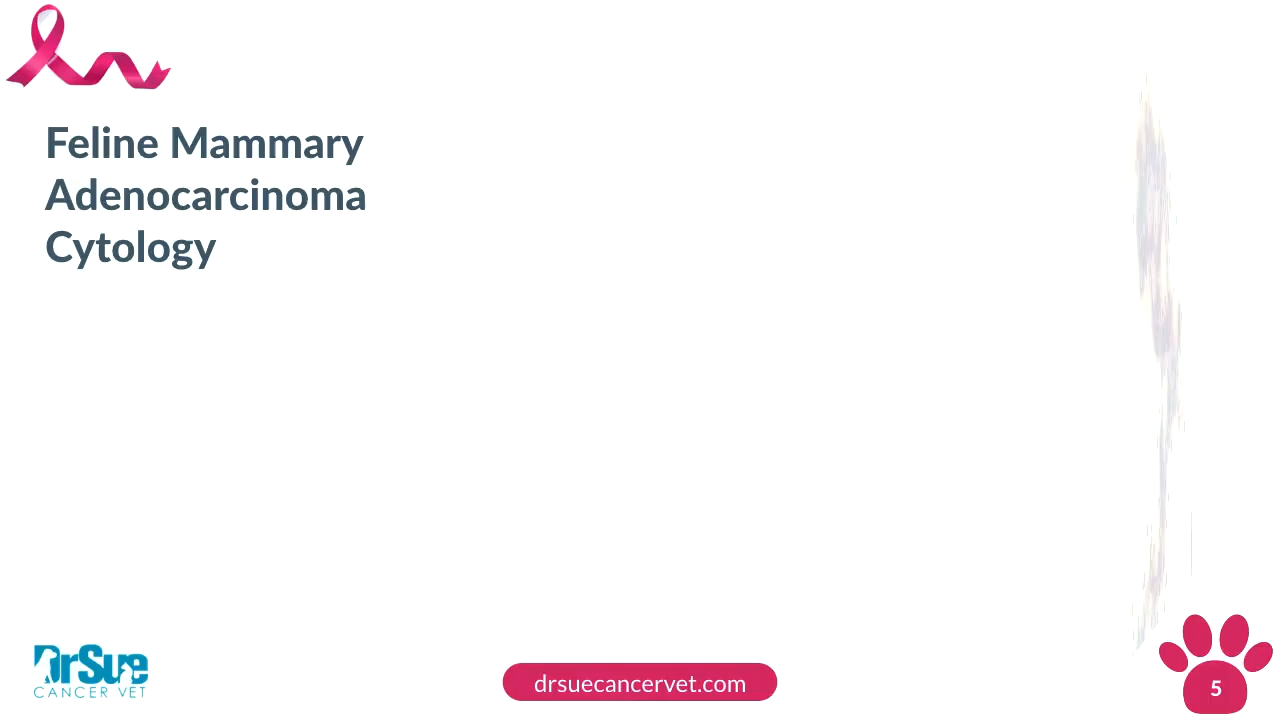 Feline Mammary
Adenocarcinoma
Cytology
DrSue
CANCER VET
drsuecancervet.com
5